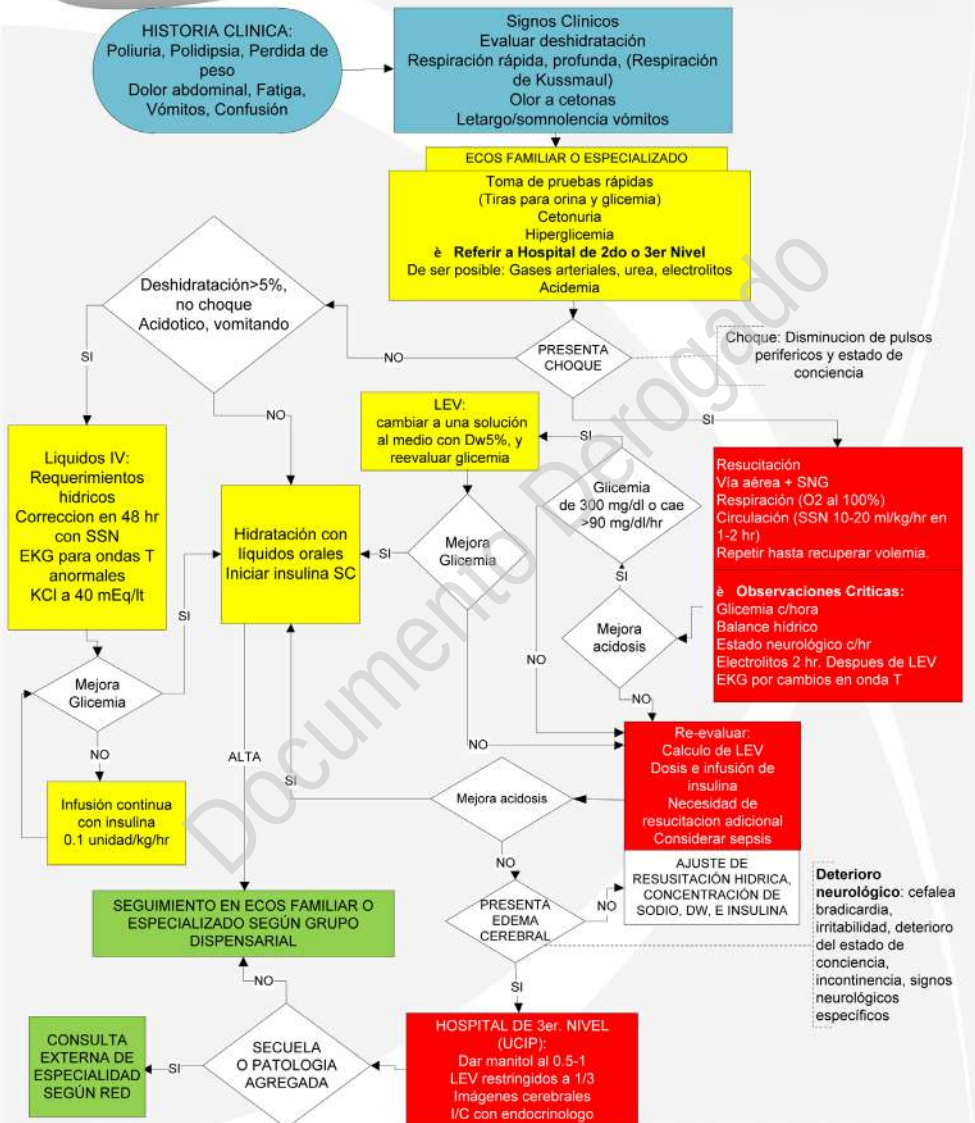 HISTORIA CLINICA:
Poliuria, Polidipsia, Perdida de
peso
Dolor abdominal, Fatiga,
Vómitos, Confusión
Signos Clínicos
Evaluar deshidratación
Respiración rápida, profunda, (Respiración
de Kussmaul)
Olor a cetonas
Letargo/somnolencia vómitos
ECOS FAMILIAR O ESPECIALIZADO
Toma de pruebas rápidas
(Tiras para orina y glicemia)
Cetonuria
Hiperglicemia
è Referir a Hospital de 2do o 3er Nivel
De ser posible: Gases arteriales, urea, electrolitos
Acidemia
Deshidratación>5%,
no choque
Acidotico, vomitando
NO
PRESENTA
CHOQUE
Choque: Disminucion de pulsos
perifericos y estado de
conciencia
SI
NO
SI
LEV:
cambiar a una solución
al medio con Dw5%, y
reevaluar glicemia
SI
Glicemia
de 300 mg/dl o cae
>90 mg/dl/hr
Liquidos IV:
Requerimientos
hidricos
Correccion en 48 hr
con SSN
EKG para ondas T
anormales
KCl a 40 mEq/lt
SI
Hidratación con
líquidos orales
Iniciar insulina SC
SI
Mejora
Glicemia
SI
NO
Resucitación
Vía aérea + SNG
Respiración (O2 al 100%)
Circulación (SSN 10-20 ml/kg/hr en
1-2 hr)
Repetir hasta recuperar volemia.
è Observaciones Criticas:
Glicemia c/hora
Balance hídrico
Estado neurológico c/hr
Electrolitos 2 hr. Despues de LEV
EKG por cambios en onda T
Mejora
acidosis
NO
Mejora
Glicemia
NO
Infusión continua
con insulina
0.1 unidad/kg/hr
ALTA
SI
NO
Re-evaluar:
Calculo de LEV
Dosis e infusión de
insulina
Necesidad de
resucitacion adicional
Considerar sepsis
Mejora acidosis
NO
AJUSTE DE
RESUSITACIÓN HIDRICA,
CONCENTRACIÓN DE
SODIO, DW, E INSULINA
PRESENTA
EDEMA
CEREBRAL
NO
Deterioro
neurológico: cefalea
bradicardia,
irritabilidad, deterioro
del estado de
conciencia,
incontinencia, signos
neurológicos
específicos
SEGUIMIENTO EN ECOS FAMILIAR O
ESPECIALIZADO SEGÚN GRUPO
DISPENSARIAL
NO
SI
HOSPITAL DE 3er. NIVEL
(UCIP):
Dar manitol al 0.5-1
LEV restringidos a 1/3
Imágenes cerebrales
I/C con endocrinologo
SECUELA
O PATOLOGIA
AGREGADA
SI
CONSULTA
EXTERNA DE
ESPECIALIDAD
SEGÚN RED
Documento Derogado